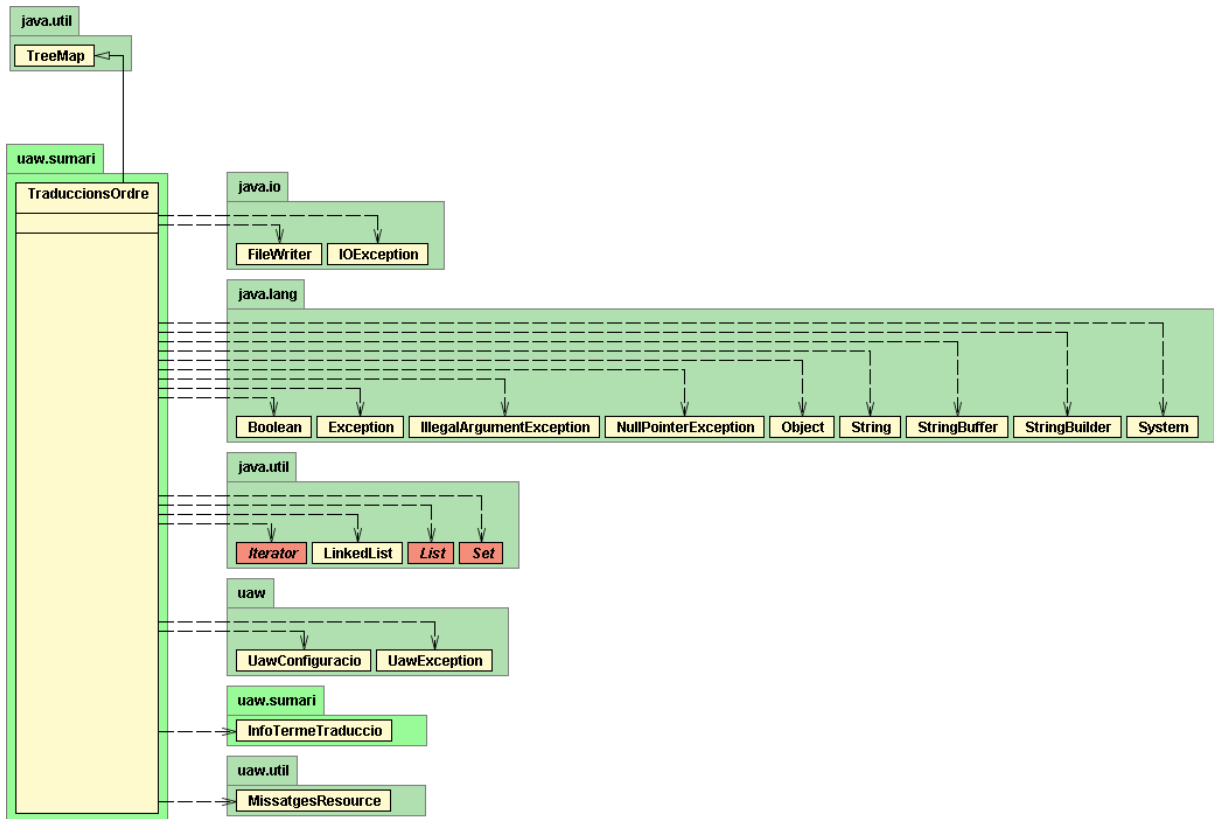 java.util
TreeMap
uaw.sumari
TraduccionsOrdre
java.io
FileWriter IOException
java.lang
Boolean Exception IllegalArgumentException NullPointerException Object String StringBuffer StringBuilder System
java.util
Iterator LinkedList List Set
uaw
UawConfiguracio UawException
uaw.sumari
InfoTermeTraduccio
uaw.util
MissatgesResource